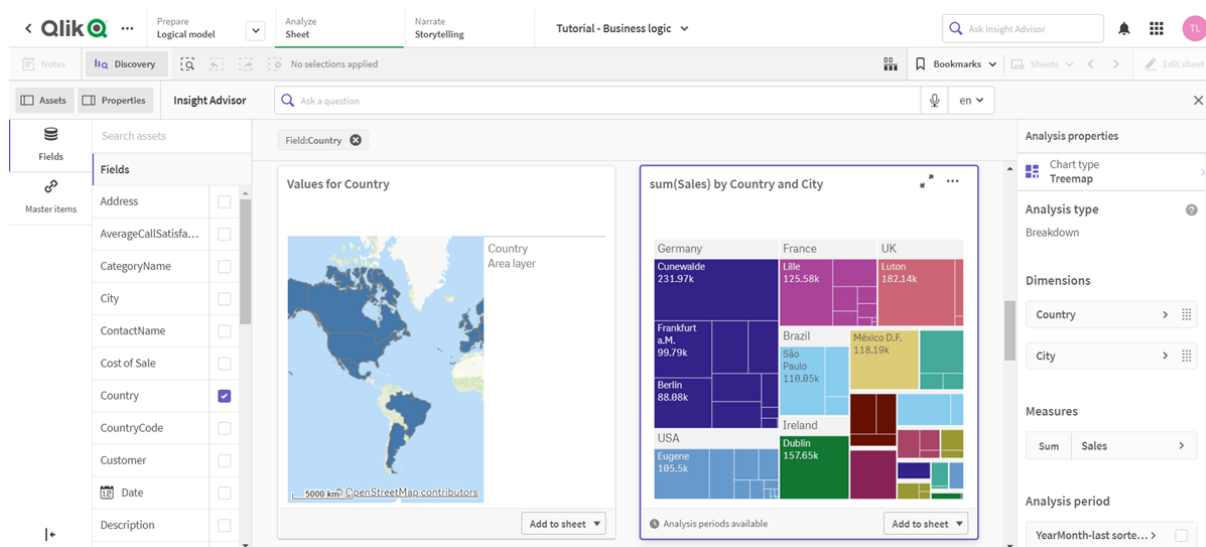 Qlik
Prepare
Logical model
Analyze
Sheet
Narrate
Storytelling
Tutorial - Business logic
Ask Insight Advisor
TL
Notes
Discovery
No selections applied
Bookmarks
Sheets
Edit sheet
Assets
Properties
Insight Advisor
Ask a question
en
Fields
Master items
Search assets
Fields
Address
AverageCallSatisfa...
CategoryName
City
ContactName
Cost of Sale
Country
CountryCode
Customer
Date
Description
Field:Country
Values for Country
Country
Area layer
5000 km
© OpenStreetMap contributors
Add to sheet
sum(Sales) by Country and City
Germany
Cunewalde
231.97k
Frankfurt
a.M.
99.79k
Berlin
88.08k
USA
Eugene
105.5k
France
Lille
125.58k
UK
Luton
182.14k
Brazil
São
Paulo
110.05k
México D.F.
118.19k
Ireland
Dublin
157.65k
Analysis periods available
Add to sheet
Analysis properties
Chart type
Treemap
Analysis type
Breakdown
Dimensions
Country
City
Measures
Sum Sales
Analysis period
YearMonth-last sorte...